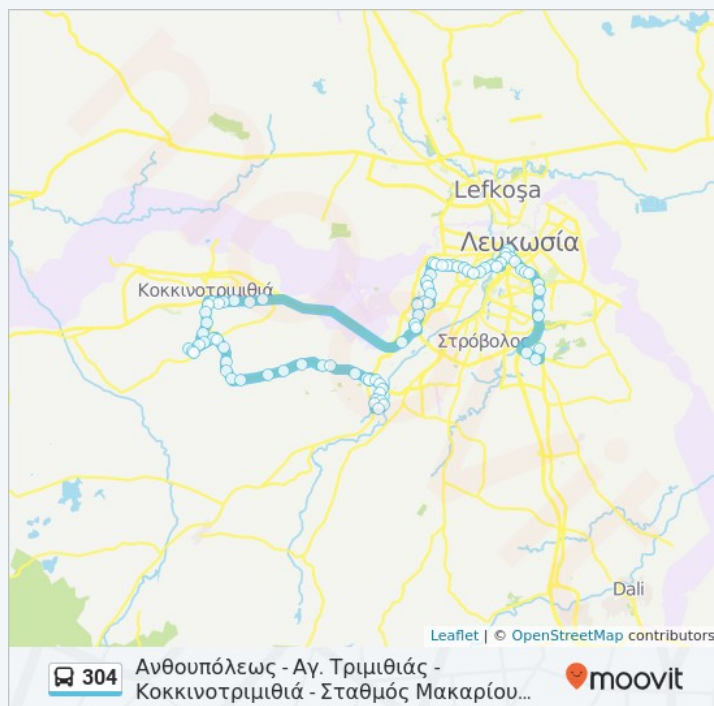 Lefkoşa
Λευκωσία
Κοκκινοτριμιθιά
Στρόβολος
Dali
Leaflet | © OpenStreetMap contributors
304
Ανθουπόλεως - Αγ. Τριμιθιάς -
Κοκκινοτριμιθιά - Σταθμός Μακαρίου...
moovit